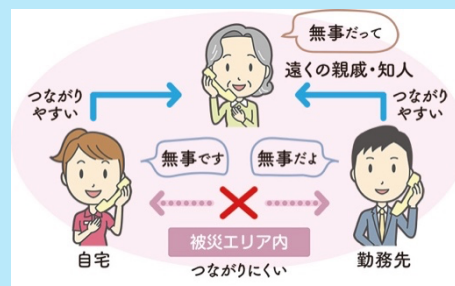 無事だって
遠くの親戚・知人
つながり
やすい
つながり
やすい
無事です
無事だよ
被災エリア内
自宅
つながりにくい
勤務先